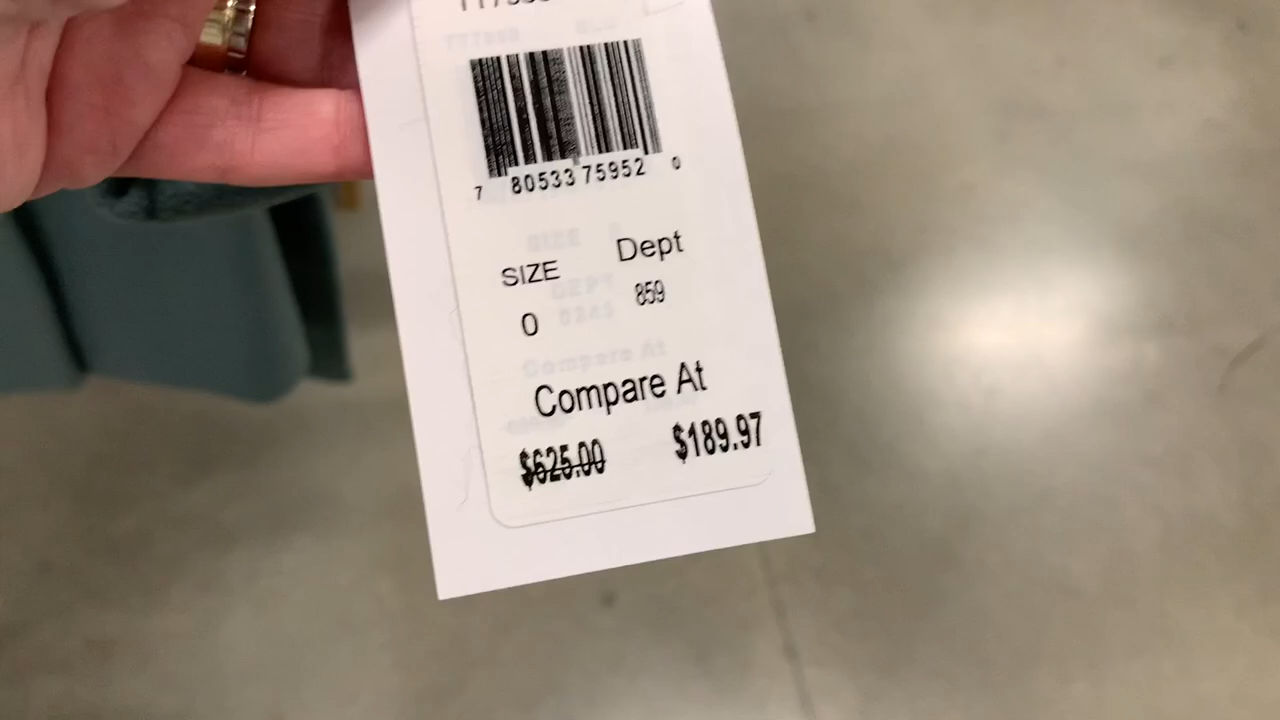 7 80533 75952 0
SIZE Dept
0 859
Compare At
$625.00 $189.97